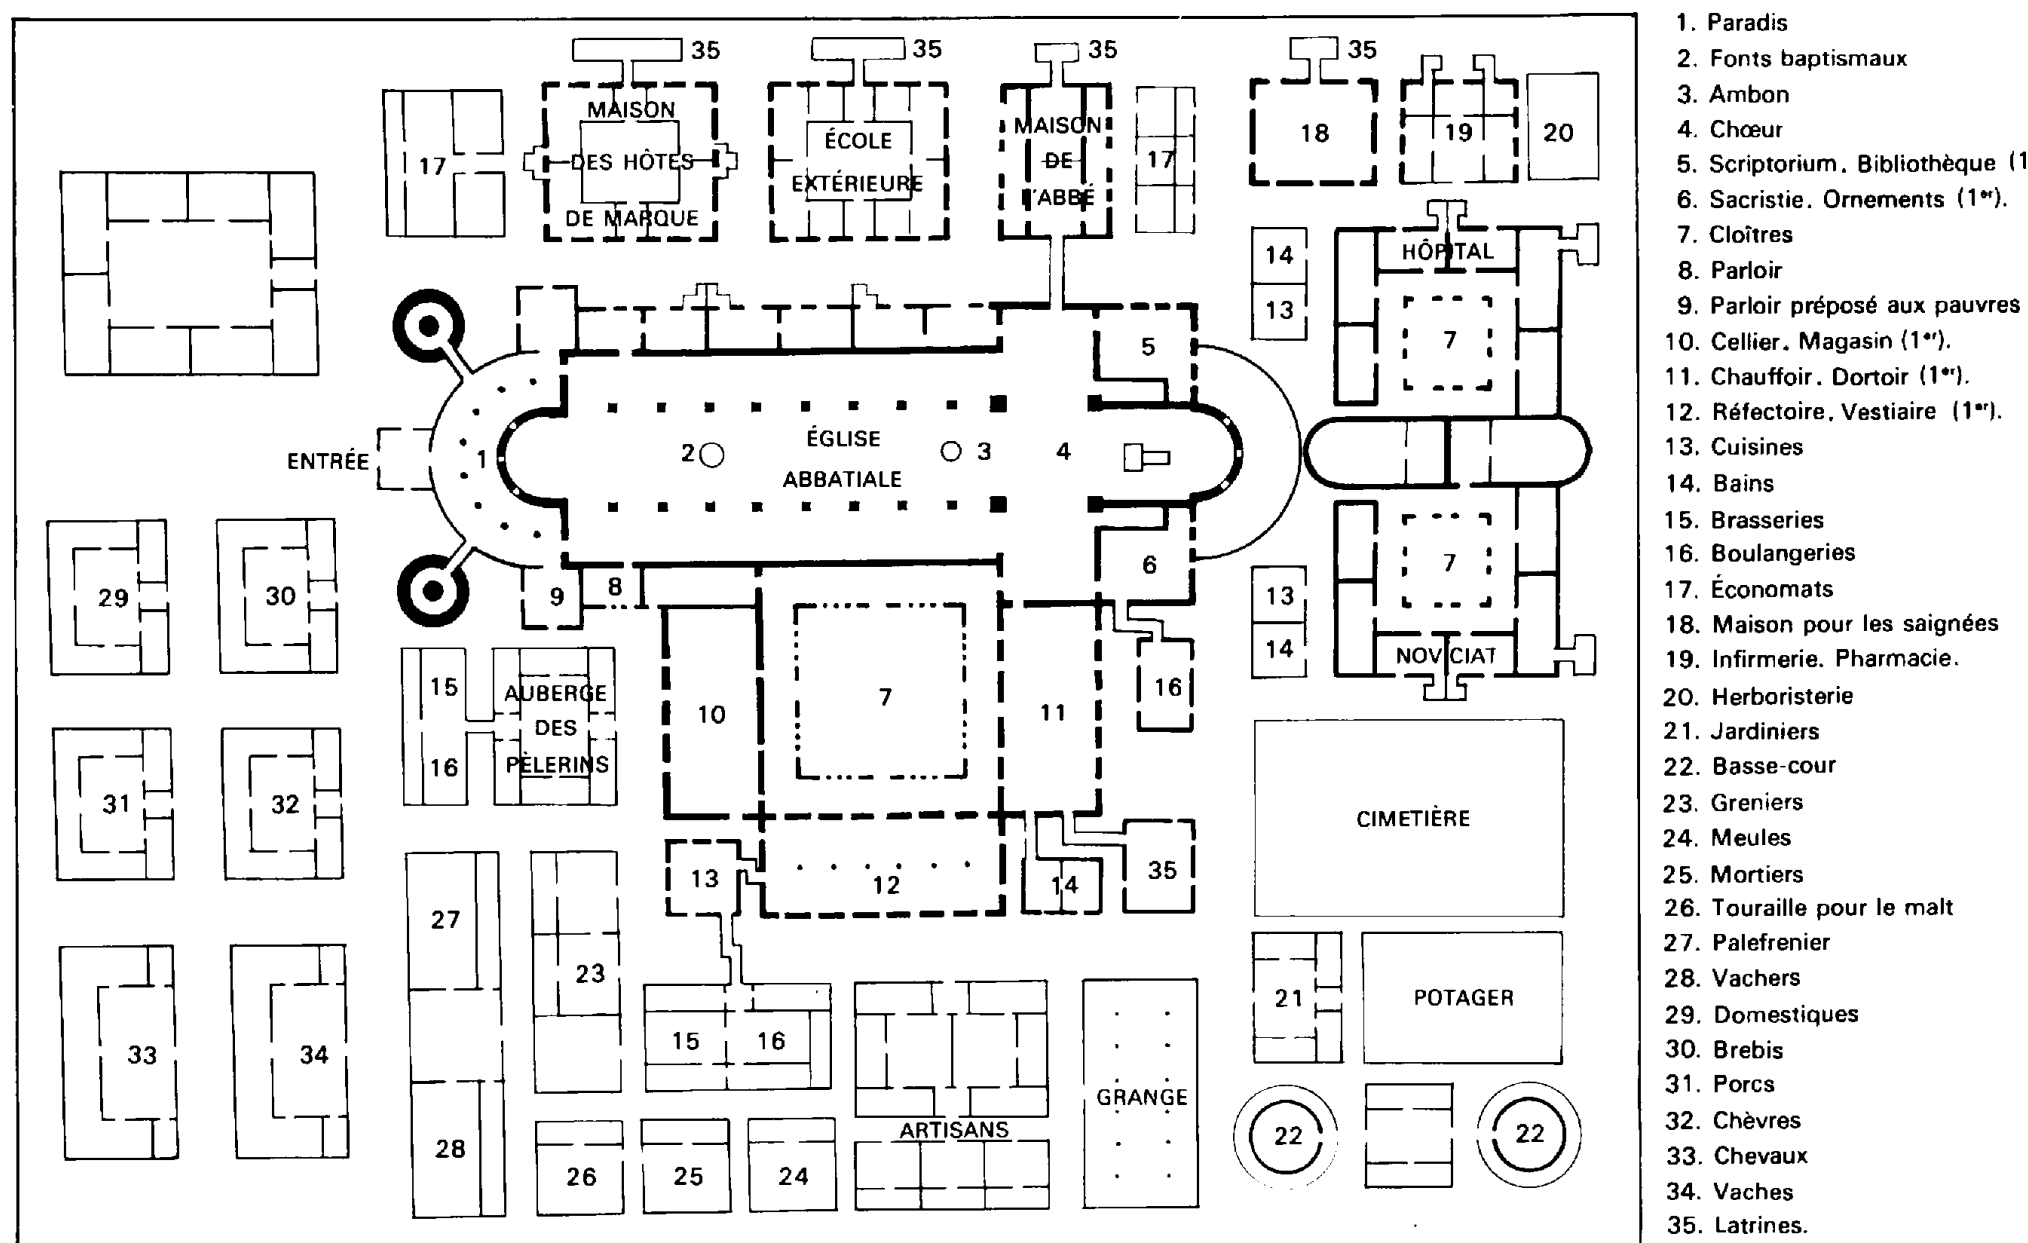 35
35
35
35
MAISON
DES HÔTES
DE MARQUE
ÉCOLE
EXTÉRIEURE
MAISON
DE
L'ABBÉ
17
17
18
19
20
14
13
HÔPITAL
7
5
ENTRÉE
1
2
ÉGLISE
ABBATIALE
3
4
6
7
13
14
NOVICIAT
29
30
9
8
15
16
AUBERGE
DES
PÈLERINS
10
7
11
16
31
32
CIMETIÈRE
13
12
14
35
27
23
33
34
15
16
21
POTAGER
GRANGE
ARTISANS
28
26
25
24
22
22
1. Paradis
2. Fonts baptismaux
3. Ambon
4. Chœur
5. Scriptorium. Bibliothèque (1
6. Sacristie. Ornements (1er).
7. Cloîtres
8. Parloir
9. Parloir préposé aux pauvres
10. Cellier. Magasin (1er).
11. Chauffoir. Dortoir (1er).
12. Réfectoire, Vestiaire (1er).
13. Cuisines
14. Bains
15. Brasseries
16. Boulangeries
17. Économats
18. Maison pour les saignées
19. Infirmerie. Pharmacie.
20. Herboristerie
21. Jardiniers
22. Basse-cour
23. Greniers
24. Meules
25. Mortiers
26. Touraille pour le malt
27. Palefrenier
28. Vachers
29. Domestiques
30. Brebis
31. Porcs
32. Chèvres
33. Chevaux
34. Vaches
35. Latrines.